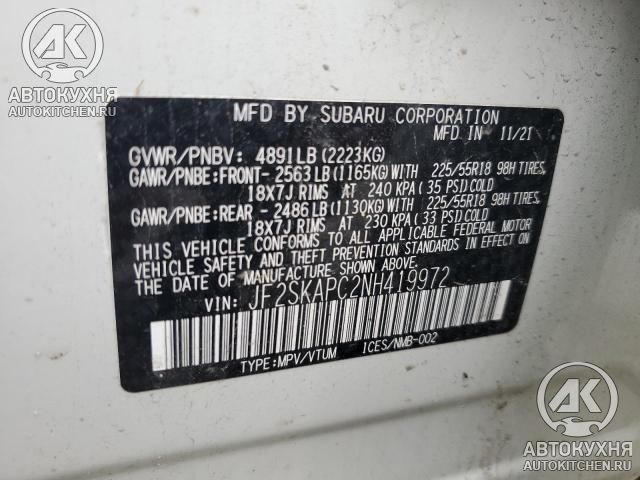 AK
АВТОКУХНЯ
AUTOKITCHEN.RU
MFD BY SUBARU CORPORATION
MFD IN 11/21
GVWR/PNBV: 4891LB(2223KG)
GAWR/PNBE:FRONT- 2563LB(1165KG)WITH 225/55R18 98H TIRES,
18X7J RIMS AT 240 KPA(35 PSI)COLD
GAWR/PNBE:REAR - 2486LB(1130KG)WITH 225/55R18 98H TIRES,
18X7J RIMS AT 230 KPA(33 PSI)COLD
THIS VEHICLE CONFORMS TO ALL APPLICABLE FEDERAL MOTOR
VEHICLE SAFETY AND THEFT PREVENTION STANDARDS IN EFFECT ON
THE DATE OF MANUFACTURE SHOWN ABOVE.
VIN: JF2SKAPC2NH419972
TYPE:MPV/VTUM ICES/NMB-002
AK
АВТОКУХНЯ
AUTOKITCHEN.RU